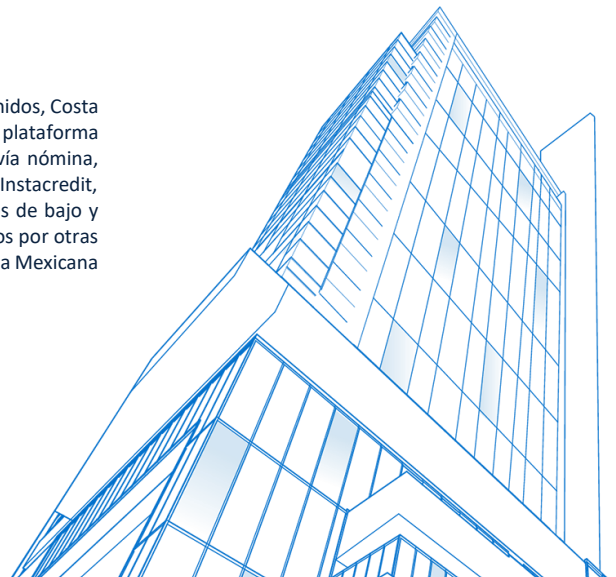 nidos, Costa
plataforma
vía nómina,
Instacredit,
s de bajo y
os por otras
a Mexicana